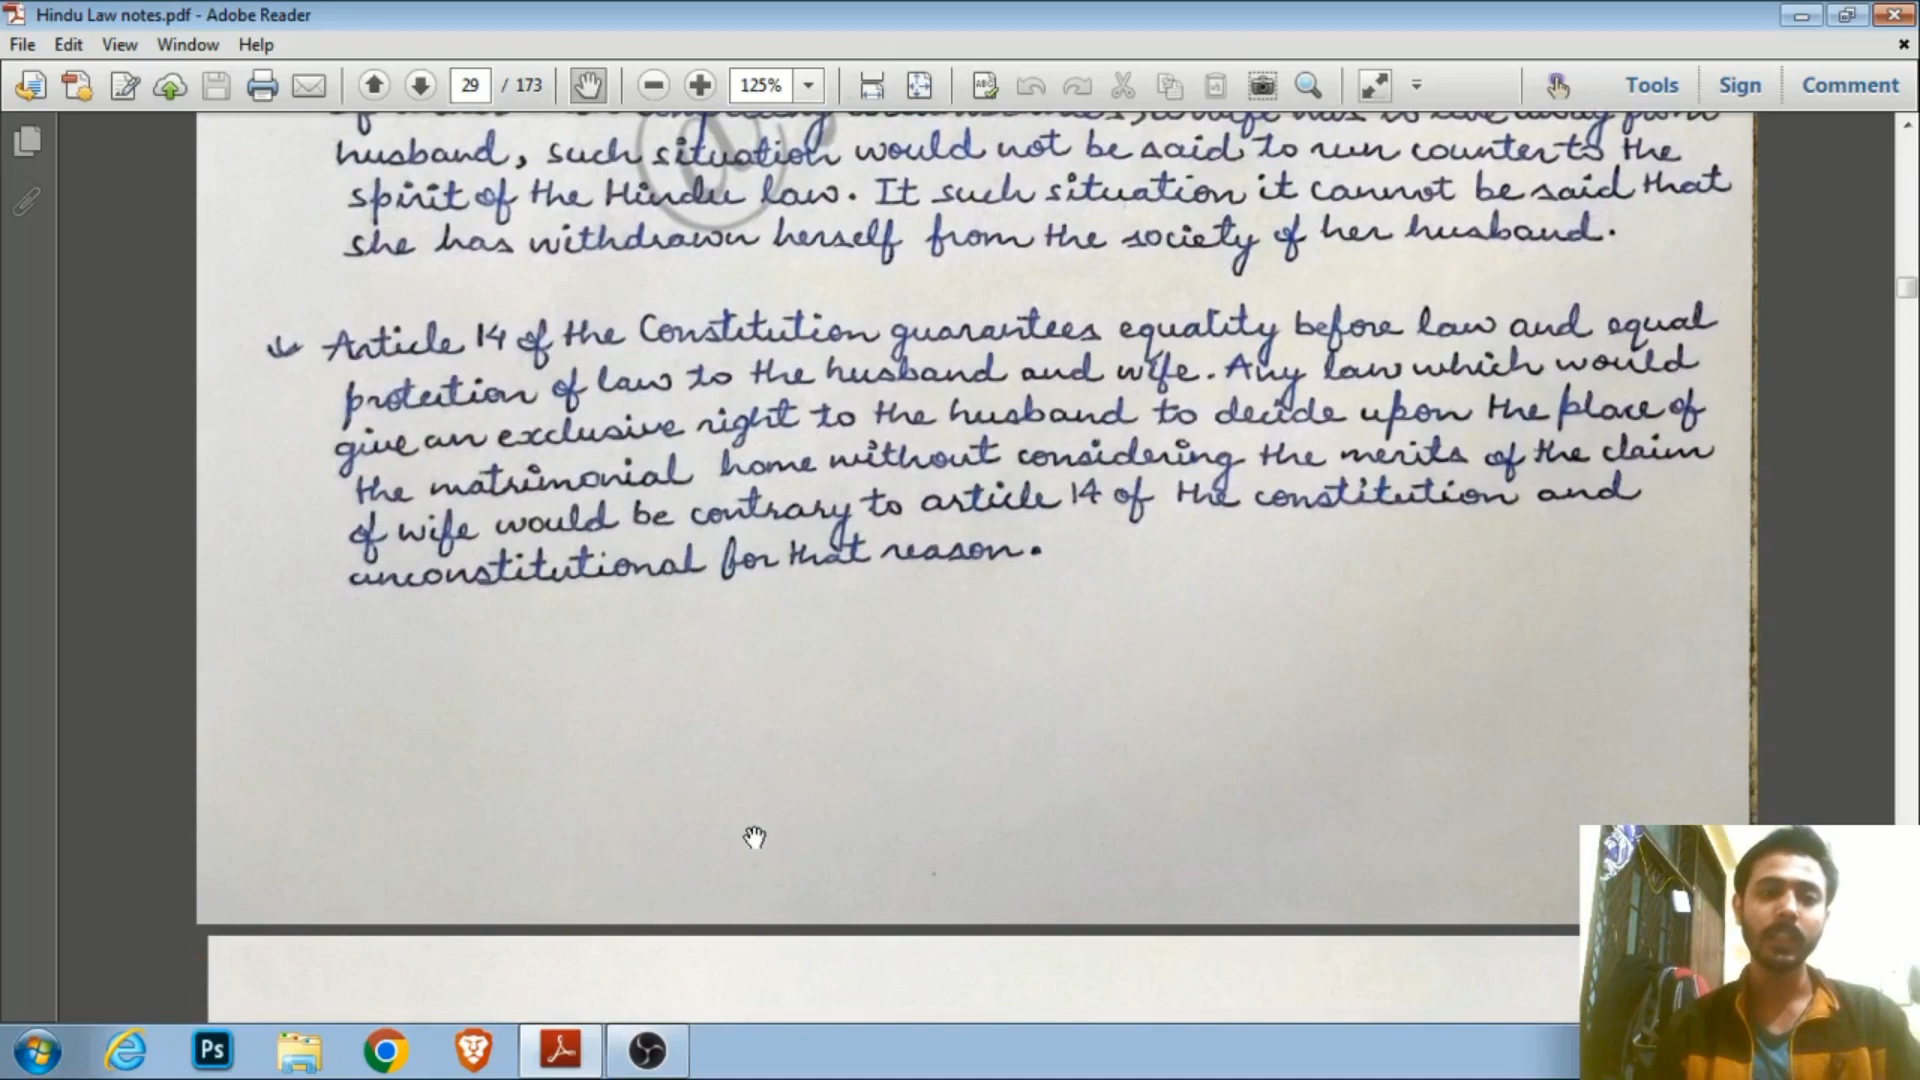 Hindu Law notes.pdf - Adobe Reader
File Edit View Window Help
29 / 173 125% Tools Sign Comment
husband, such situation would not be said to run counter to the
spirit of the Hindu law. It such situation it cannot be said that
she has withdrawn herself from the society of her husband.
Article 14 of the Constitution guarantees equality before law and equal
protection of law to the husband and wife. Any law which would
give an exclusive right to the husband to decide upon the place of
the matrimonial home without considering the merits of the claim
of wife would be contrary to article 14 of the constitution and
unconstitutional for that reason.
Ps